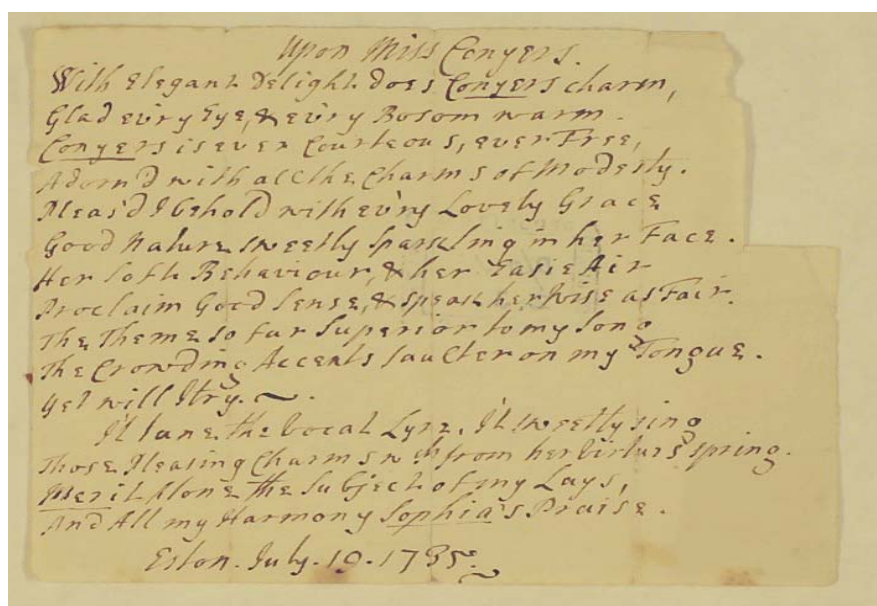 Upon Miss Conyers.
With Elegant Delight does Conyers charm,
Glad ev'ry Eye, & ev'ry Bosom warm.
Conyers is ever Courteous, ever Free,
Adorn'd with all the Charms of Modesty.
Pleas'd I behold with ev'ry Lovely Grace
Good Nature sweetly sparkling in her Face.
Her soft Behaviour, & her Easie Air
Proclaim Good Sense, & speak her Wise as Fair.
The Theme so far Superior to my Song
The Crowding Accents faulter on my Tongue.
Yet will I try. ~ .
I'l tune the Vocal Lyre, I'l sweetly sing
Those Pleasing Charms wch from her Virtues spring.
Merit Alone the Subject of my Lays,
And All my Harmony Sophia's Praise.
Eston. July. 19. 1735.